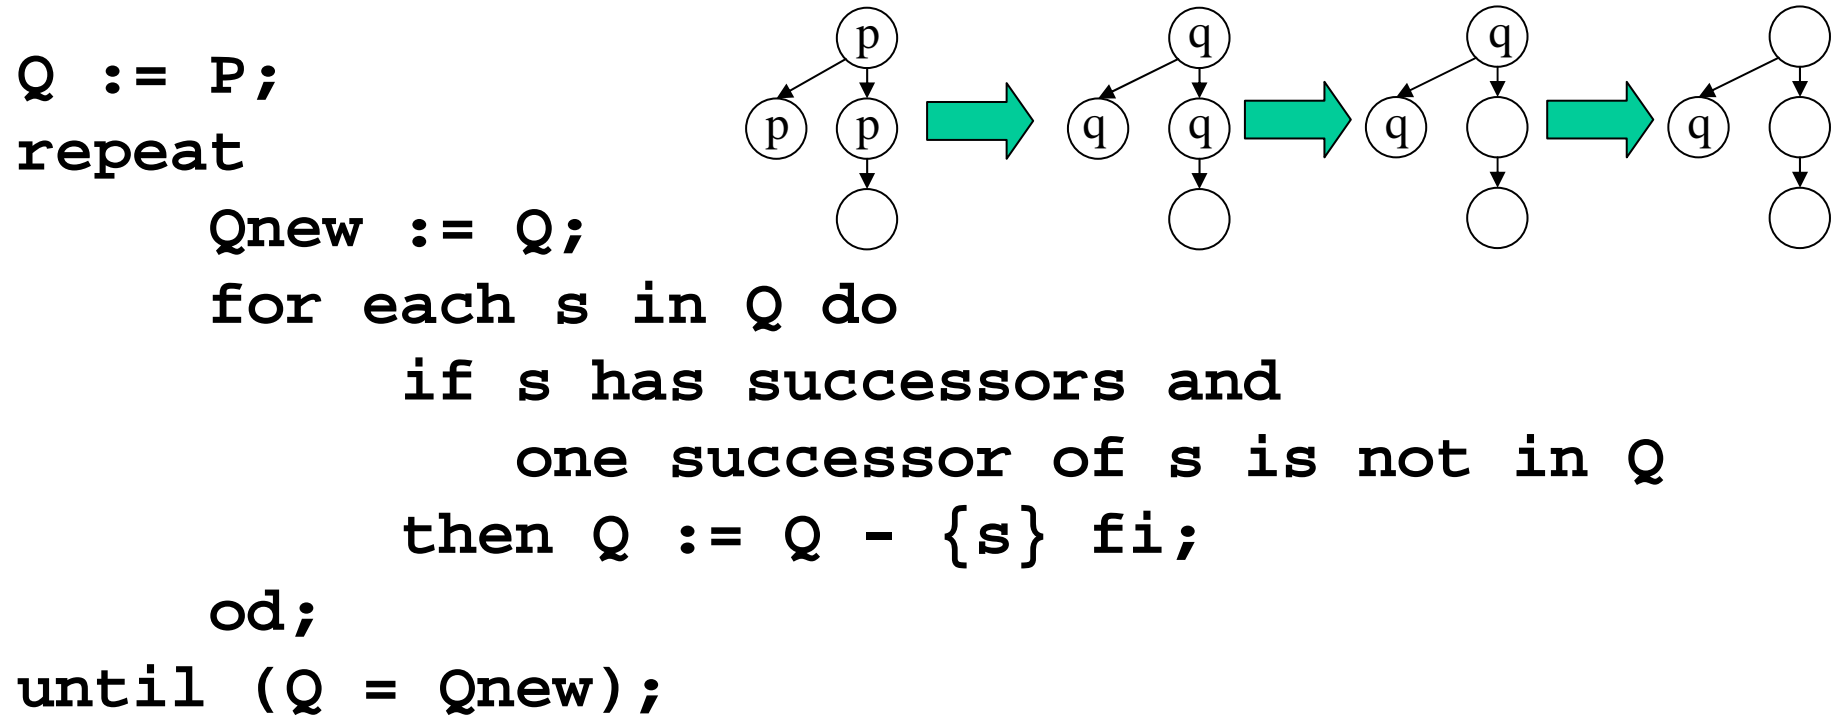 Q := P;
repeat
Qnew := Q;
for each s in Q do
if s has successors and
one successor of s is not in Q
then Q := Q - {s} fi;
od;
until (Q = Qnew);
p q q
p p q q q q